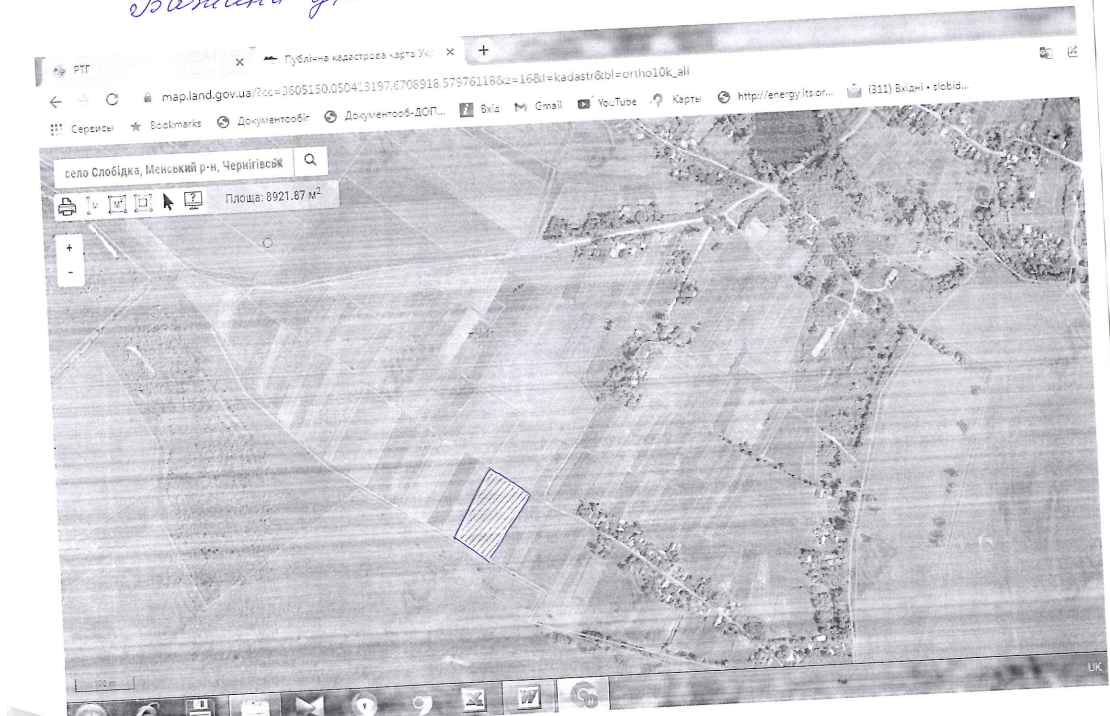 РТГ × Публічна кадастрова карта Ук × +
map.land.gov.ua/?cc=3605150.050413197,6708918.57976118&z=16&l=kadastr&bl=ortho10k_all
Сервисы Bookmarks Документообіг Документооб-ДОП... Вхід Gmail YouTube Карты http://energy.its.or... (311) Вхідні • slobid...
село Слобідка, Менський р-н, Чернігівськ
Площа: 8921.87 м²
+
-
UK